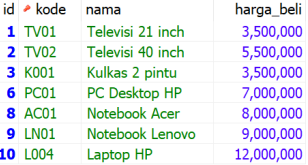 id kode nama harga_beli
1 TV01 Televisi 21 inch 3,500,000
2 TV02 Televisi 40 inch 5,500,000
3 K001 Kulkas 2 pintu 3,500,000
6 PC01 PC Desktop HP 7,000,000
8 AC01 Notebook Acer 8,000,000
9 LN01 Notebook Lenovo 9,000,000
10 L004 Laptop HP 12,000,000